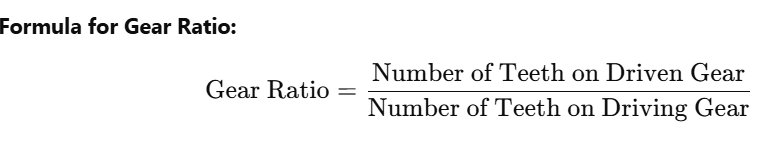 Formula for Gear Ratio:
Gear Ratio = Number of Teeth on Driven Gear
Number of Teeth on Driving Gear